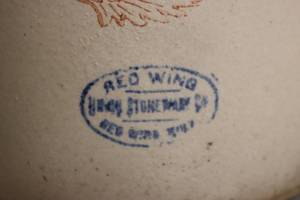 RED WING
UNION STONEWARE CO.
RED WING, MINN.